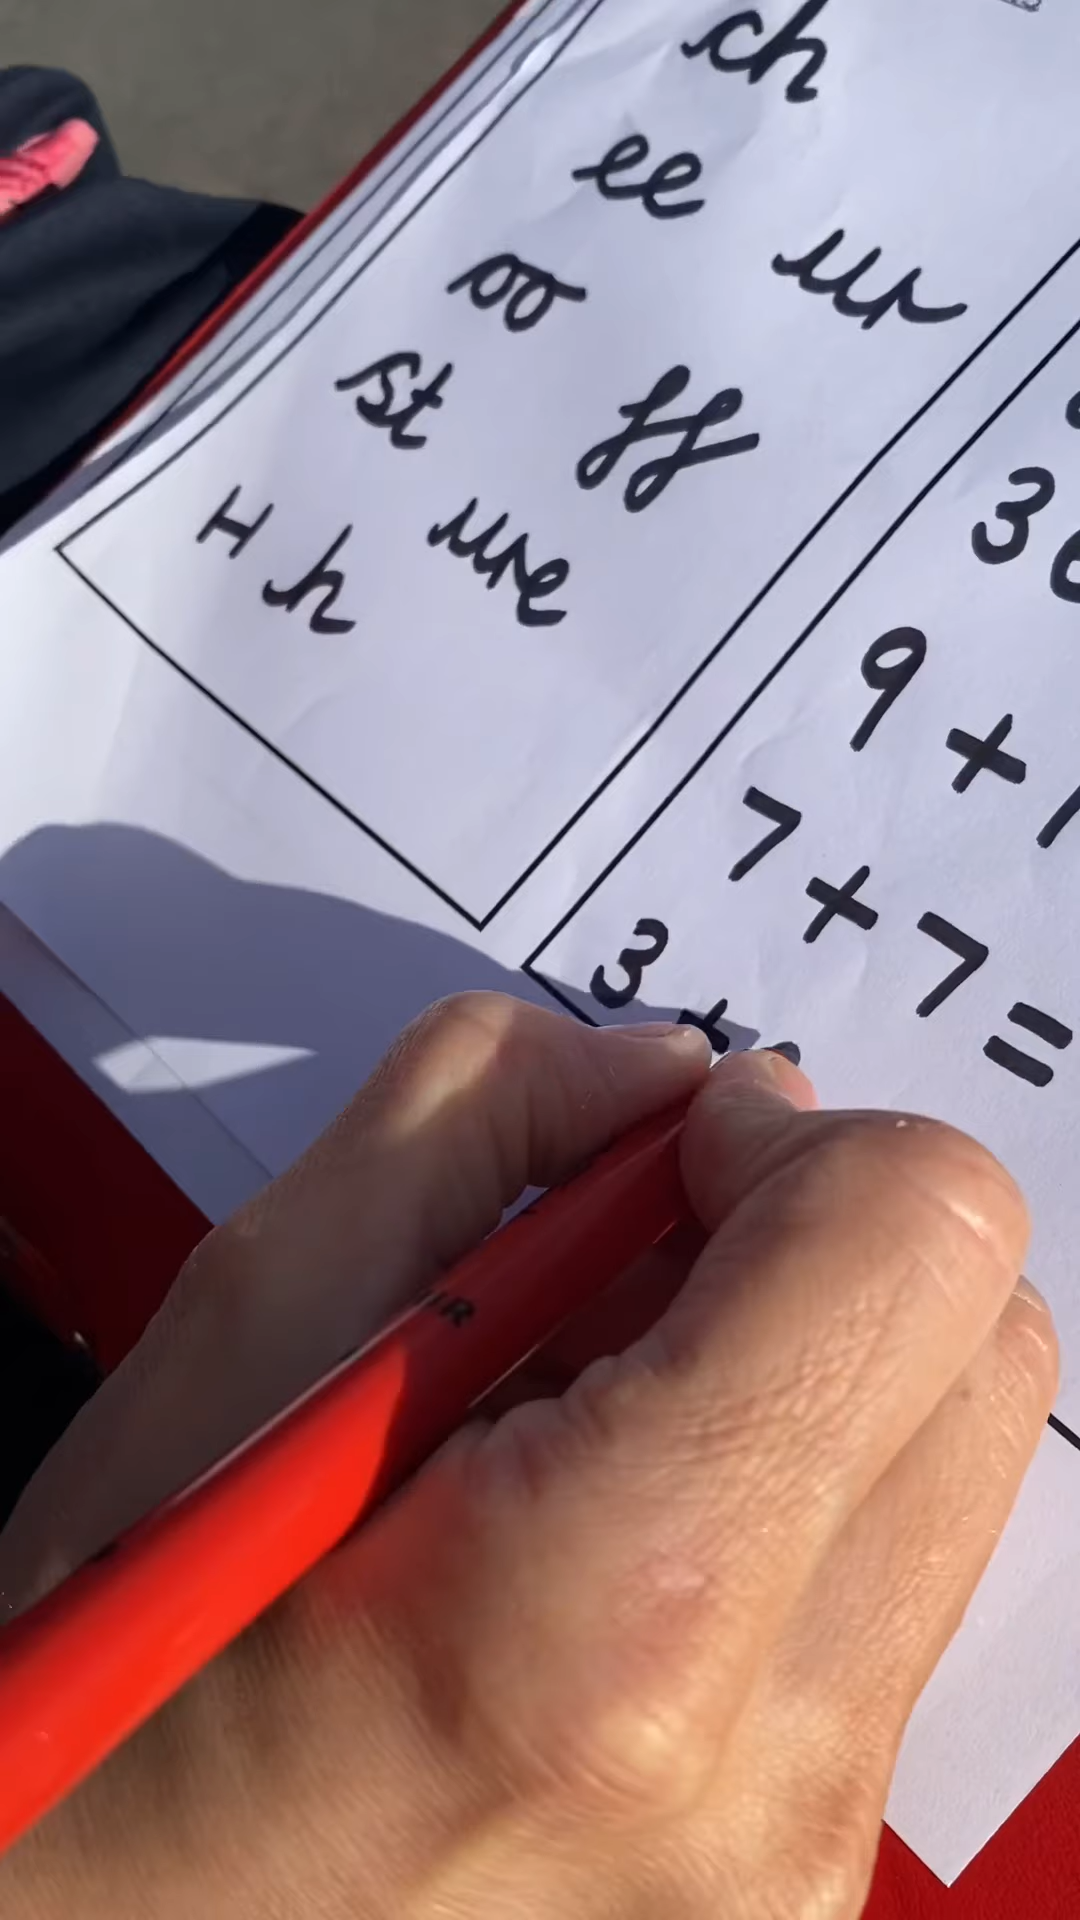 ch
ee ur
oo
st ff
H h ure
3
9 +
7 + 7 =
3 +